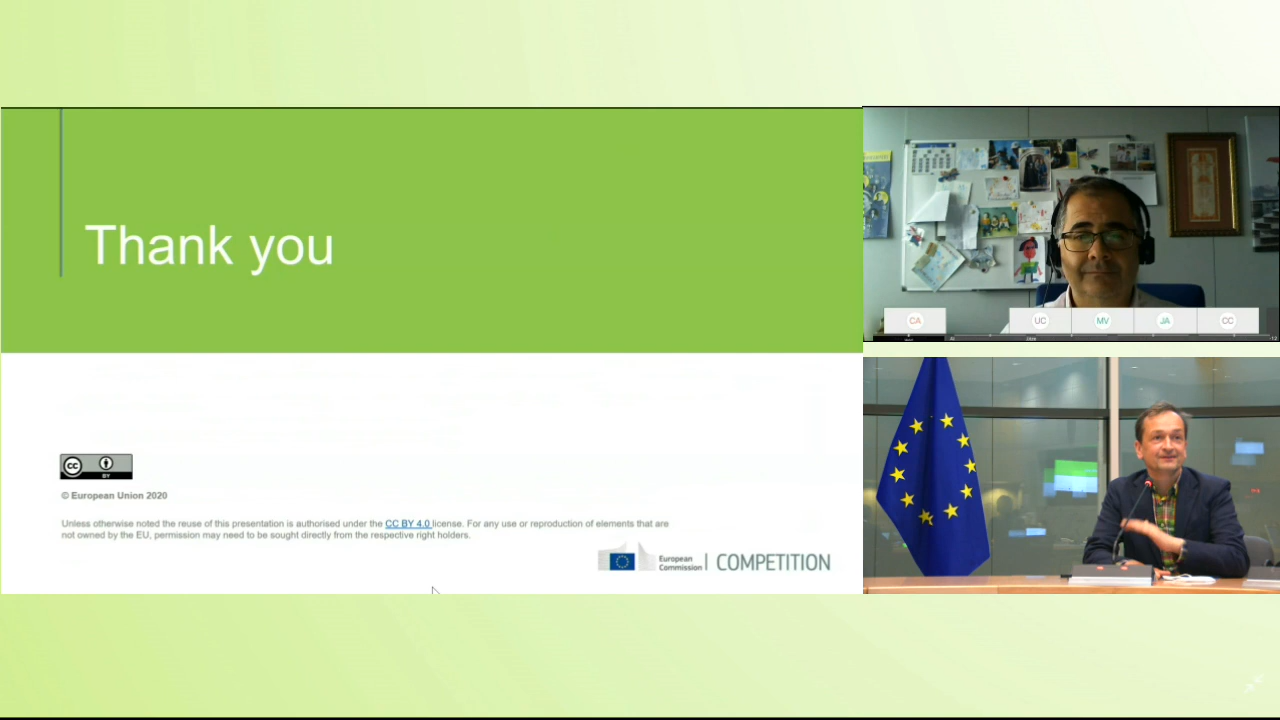 Thank you
cc
BY
© European Union 2020
Unless otherwise noted the reuse of this presentation is authorised under the CC BY 4.0 license. For any use or reproduction of elements that are
not owned by the EU, permission may need to be sought directly from the respective right holders.
European
Commission
COMPETITION
CA
UC
MV
JA
CC